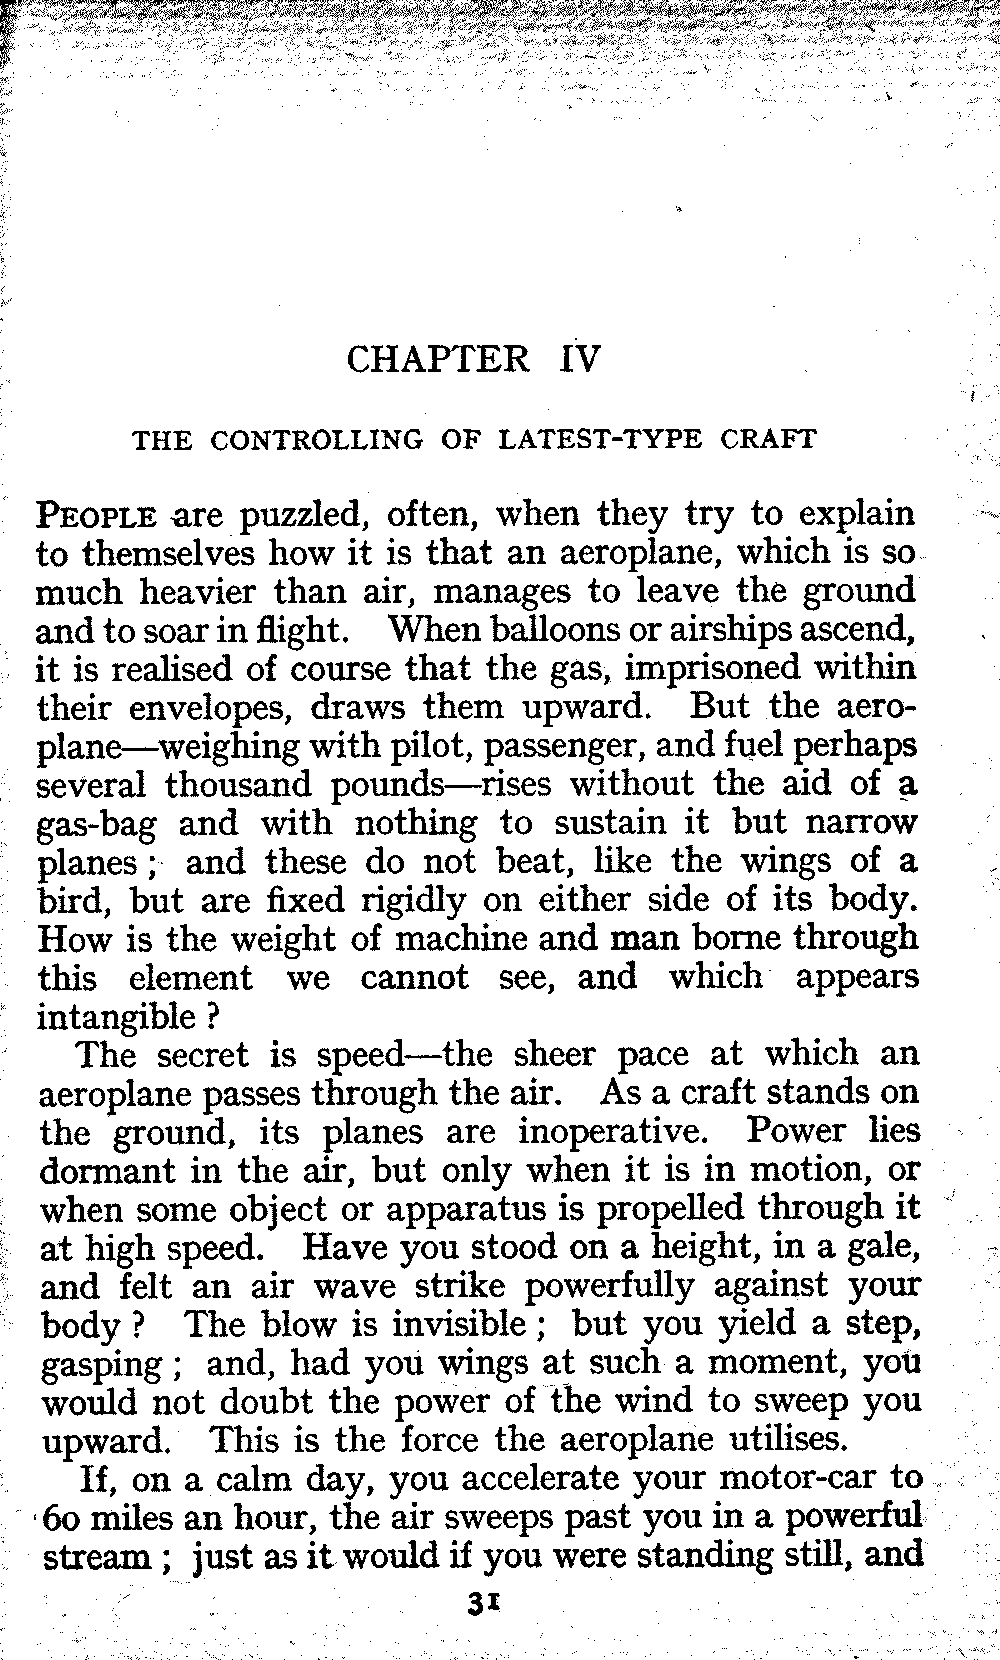 CHAPTER IV
THE CONTROLLING OF LATEST-TYPE CRAFT
PEOPLE are puzzled, often, when they try to explain
to themselves how it is that an aeroplane, which is so
much heavier than air, manages to leave the ground
and to soar in flight. When balloons or airships ascend,
it is realised of course that the gas, imprisoned within
their envelopes, draws them upward. But the aero-
plane—weighing with pilot, passenger, and fuel perhaps
several thousand pounds—rises without the aid of a
gas-bag and with nothing to sustain it but narrow
planes ; and these do not beat, like the wings of a
bird, but are fixed rigidly on either side of its body.
How is the weight of machine and man borne through
this element we cannot see, and which appears
intangible ?
The secret is speed—the sheer pace at which an
aeroplane passes through the air. As a craft stands on
the ground, its planes are inoperative. Power lies
dormant in the air, but only when it is in motion, or
when some object or apparatus is propelled through it
at high speed. Have you stood on a height, in a gale,
and felt an air wave strike powerfully against your
body ? The blow is invisible ; but you yield a step,
gasping ; and, had you wings at such a moment, you
would not doubt the power of the wind to sweep you
upward. This is the force the aeroplane utilises.
If, on a calm day, you accelerate your motor-car to
60 miles an hour, the air sweeps past you in a powerful
stream ; just as it would if you were standing still, and
31